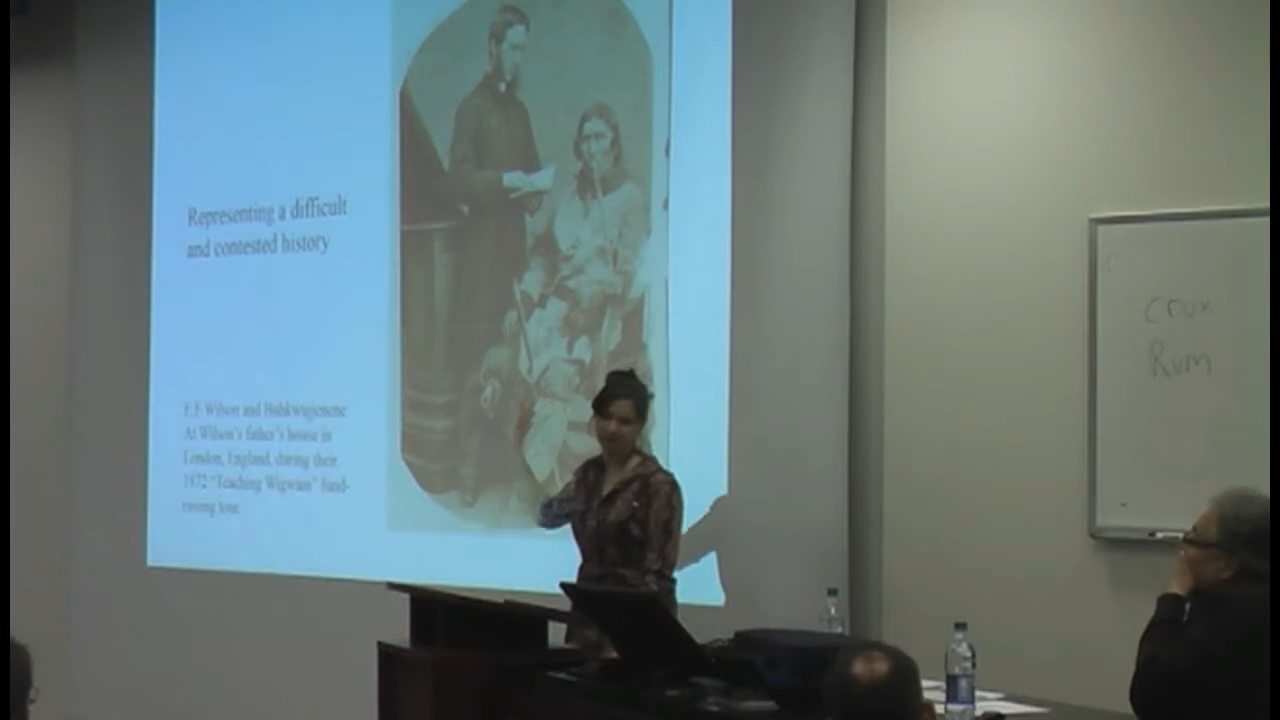 Representing a difficult
and contested history
E.F. Wilson and Buhkwujjenene
At Wilson's father's house in
London, England, during their
1872 "Teaching Wigwam" fund-
raising tour
Crux
Rum